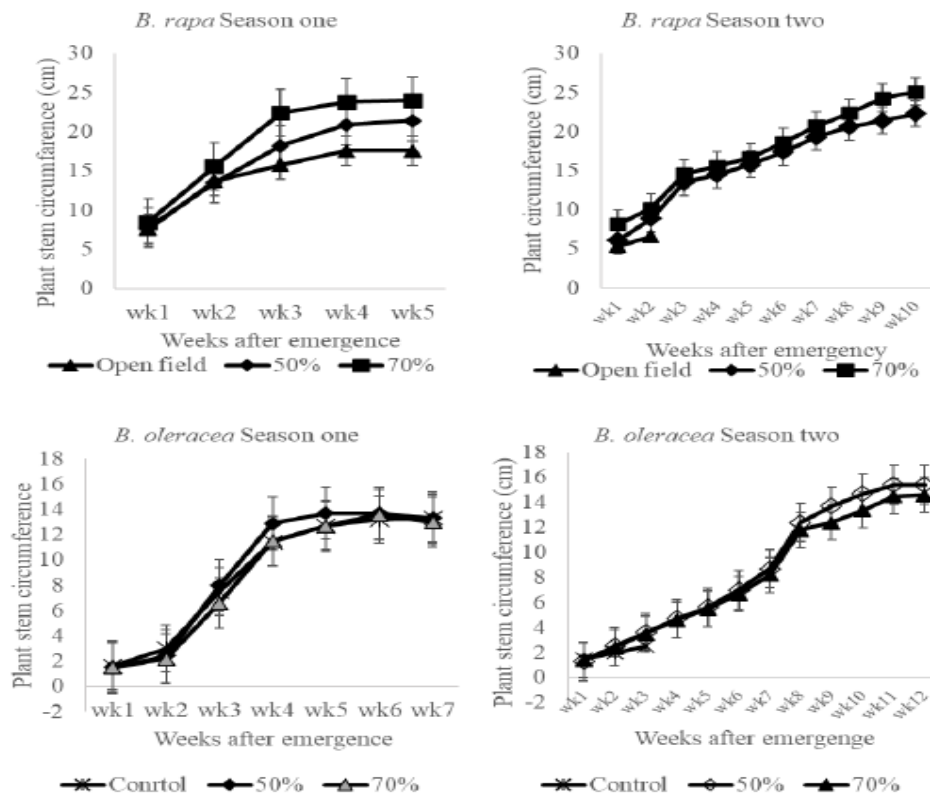 B. rapa Season one
Plant stem circumfarence (cm)
30
25
20
15
10
5
0
wk1 wk2 wk3 wk4 wk5
Weeks after emergence
Open field 50% 70%
B. rapa Season two
Plant circumference (cm)
30
25
20
15
10
5
0
wk1 wk2 wk3 wk4 wk5 wk6 wk7 wk8 wk9 wk10
Weeks after emergency
Open field 50% 70%
B. oleracea Season one
Plant stem circumference
18
16
14
12
10
8
6
4
2
0
-2
wk1 wk2 wk3 wk4 wk5 wk6 wk7
Weeks after emergence
Conrtol 50% 70%
B. oleracea Season two
Plant stem circumference (cm)
18
16
14
12
10
8
6
4
2
0
-2
wk1 wk2 wk3 wk4 wk5 wk6 wk7 wk8 wk9 wk10 wk11 wk12
Weeks after emergenge
Control 50% 70%